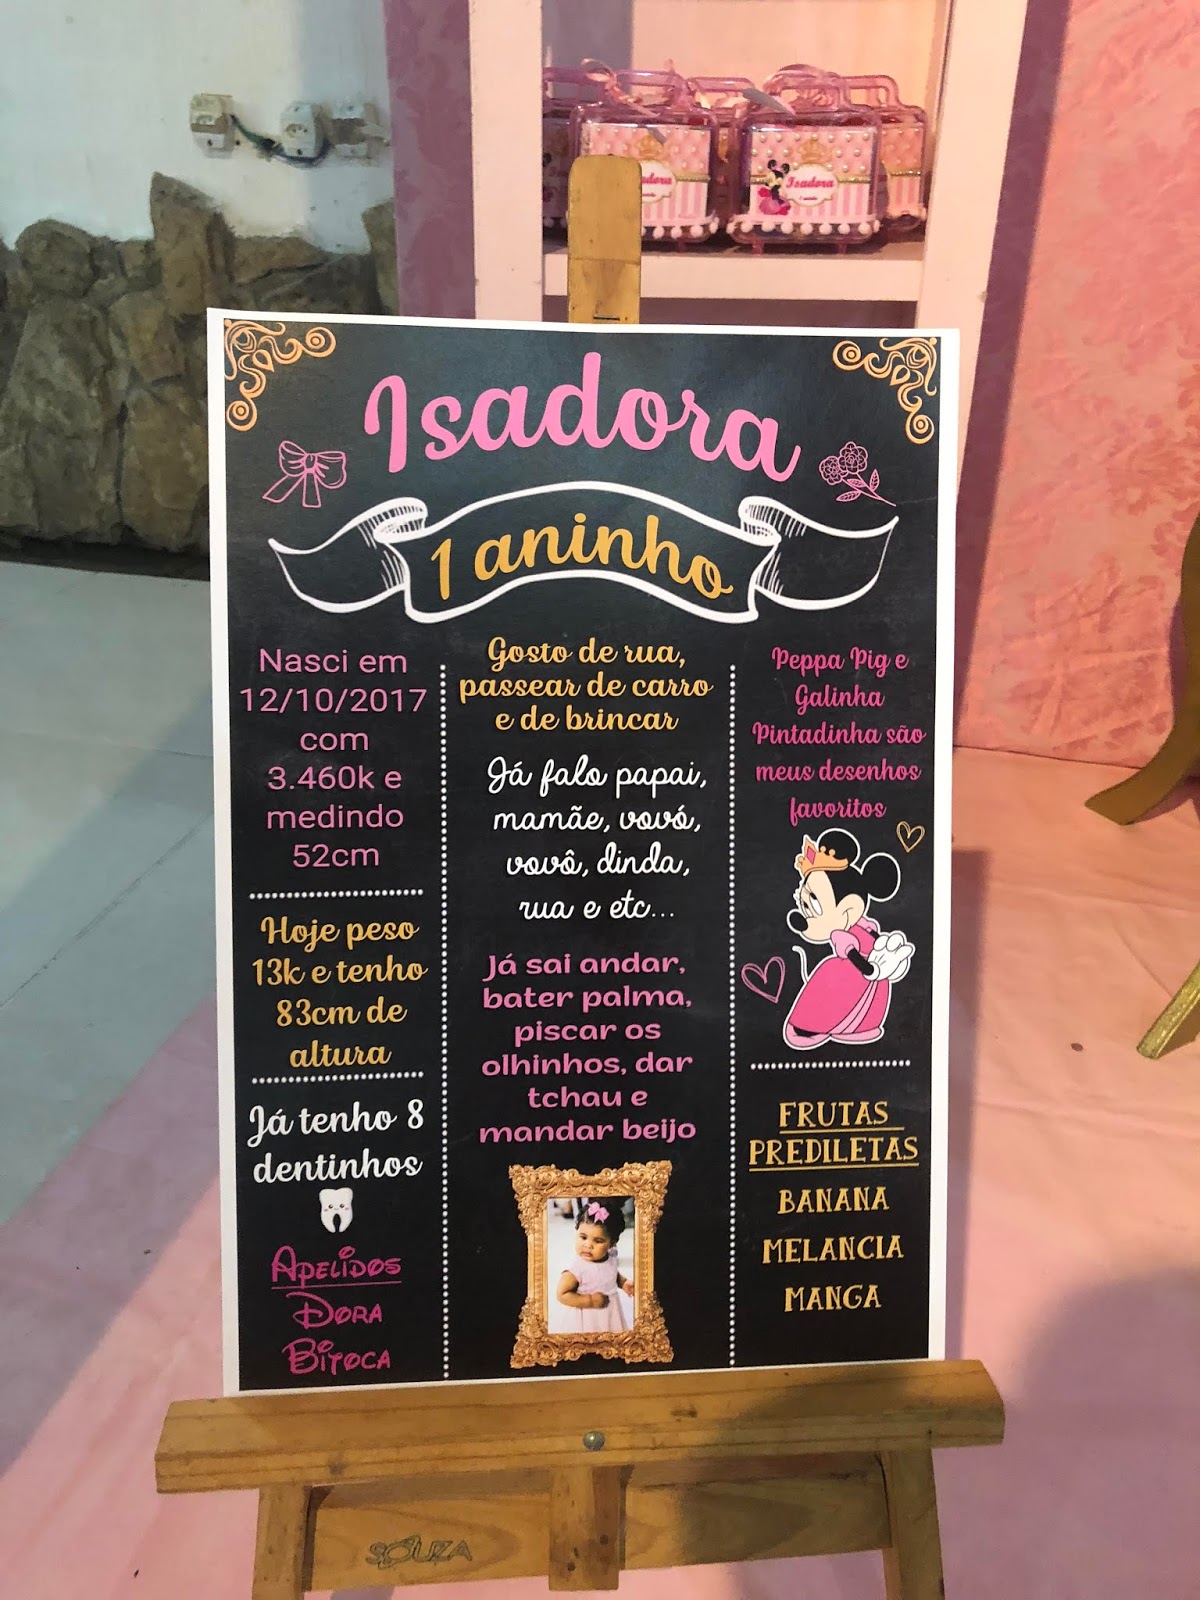 Isadora
Isadora
1 aninho
Nasci em
12/10/2017
com
3.460k e
medindo
52cm
Hoje peso
13k e tenho
83cm de
altura
Já tenho 8
dentinhos
Apelidos
Dora
Bitoca
Gosto de rua,
passear de carro
e de brincar
Já falo papai,
mamãe, vovó,
vovô, dinda,
rua e etc...
Já sai andar,
bater palma,
piscar os
olhinhos, dar
tchau e
mandar beijo
Peppa Pig e
Galinha
Pintadinha são
meus desenhos
favoritos
FRUTAS
PREDILETAS
BANANA
MELANCIA
MANGA
SOUZA